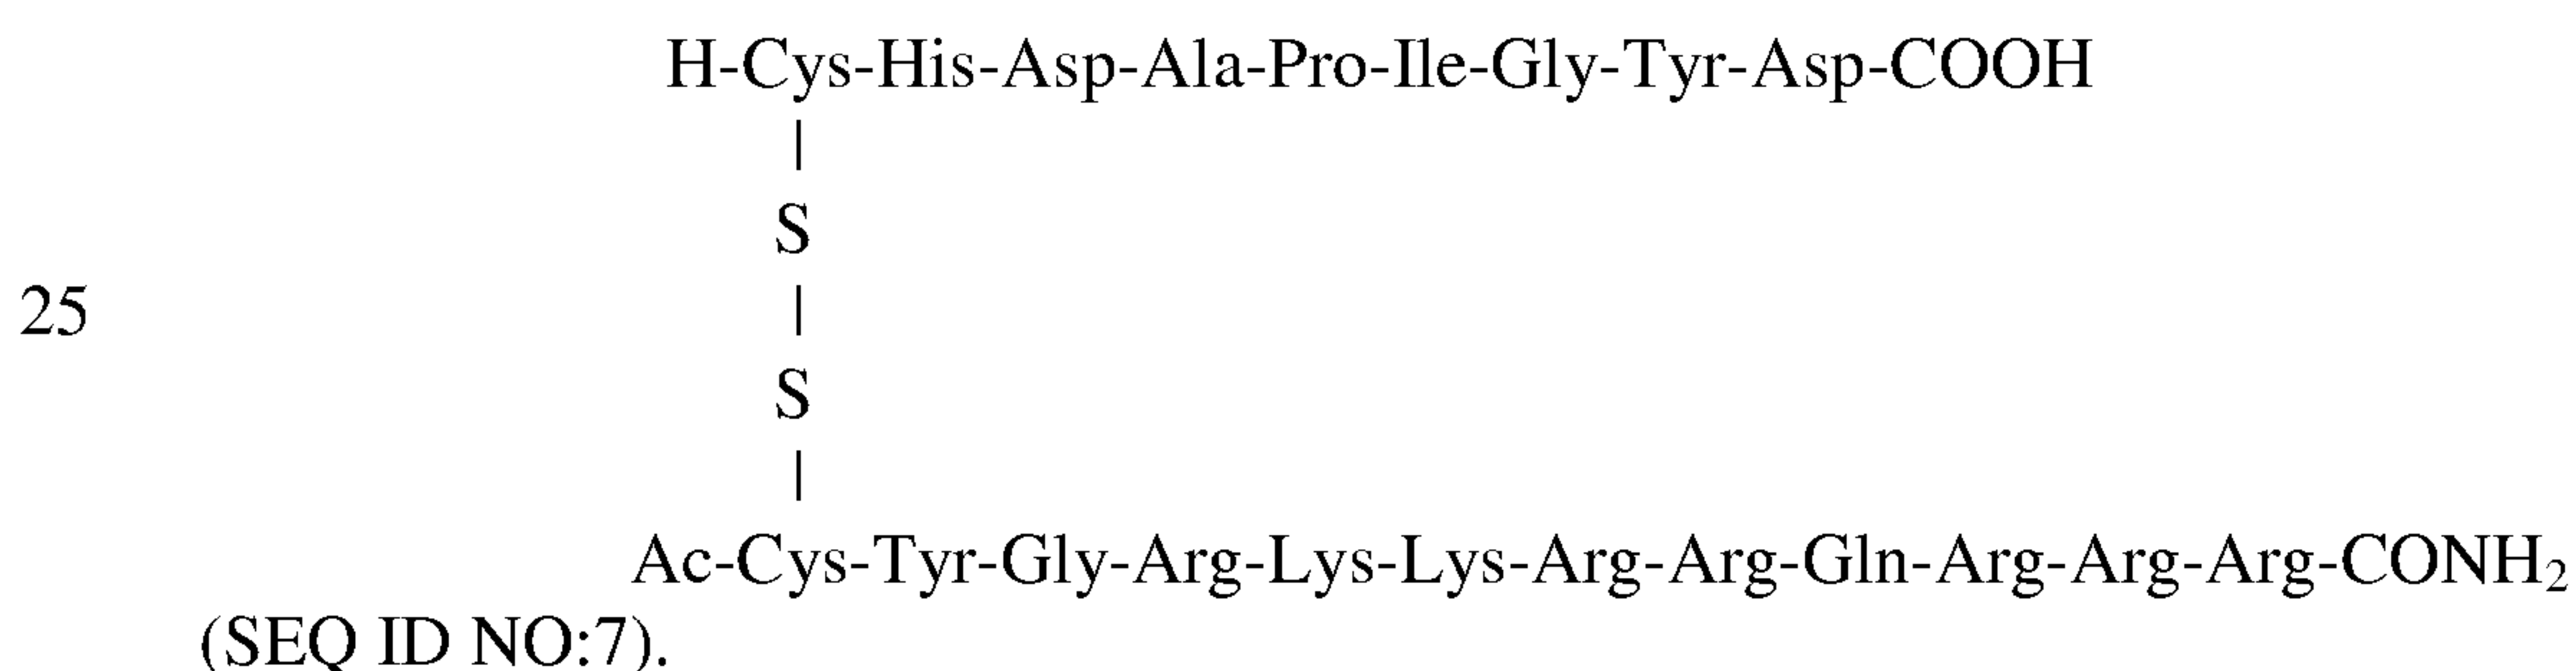 H-Cys-His-Asp-Ala-Pro-Ile-Gly-Tyr-Asp-COOH
|
S
25 |
S
|
Ac-Cys-Tyr-Gly-Arg-Lys-Lys-Arg-Arg-Gln-Arg-Arg-Arg-CONH₂
(SEQ ID NO:7).